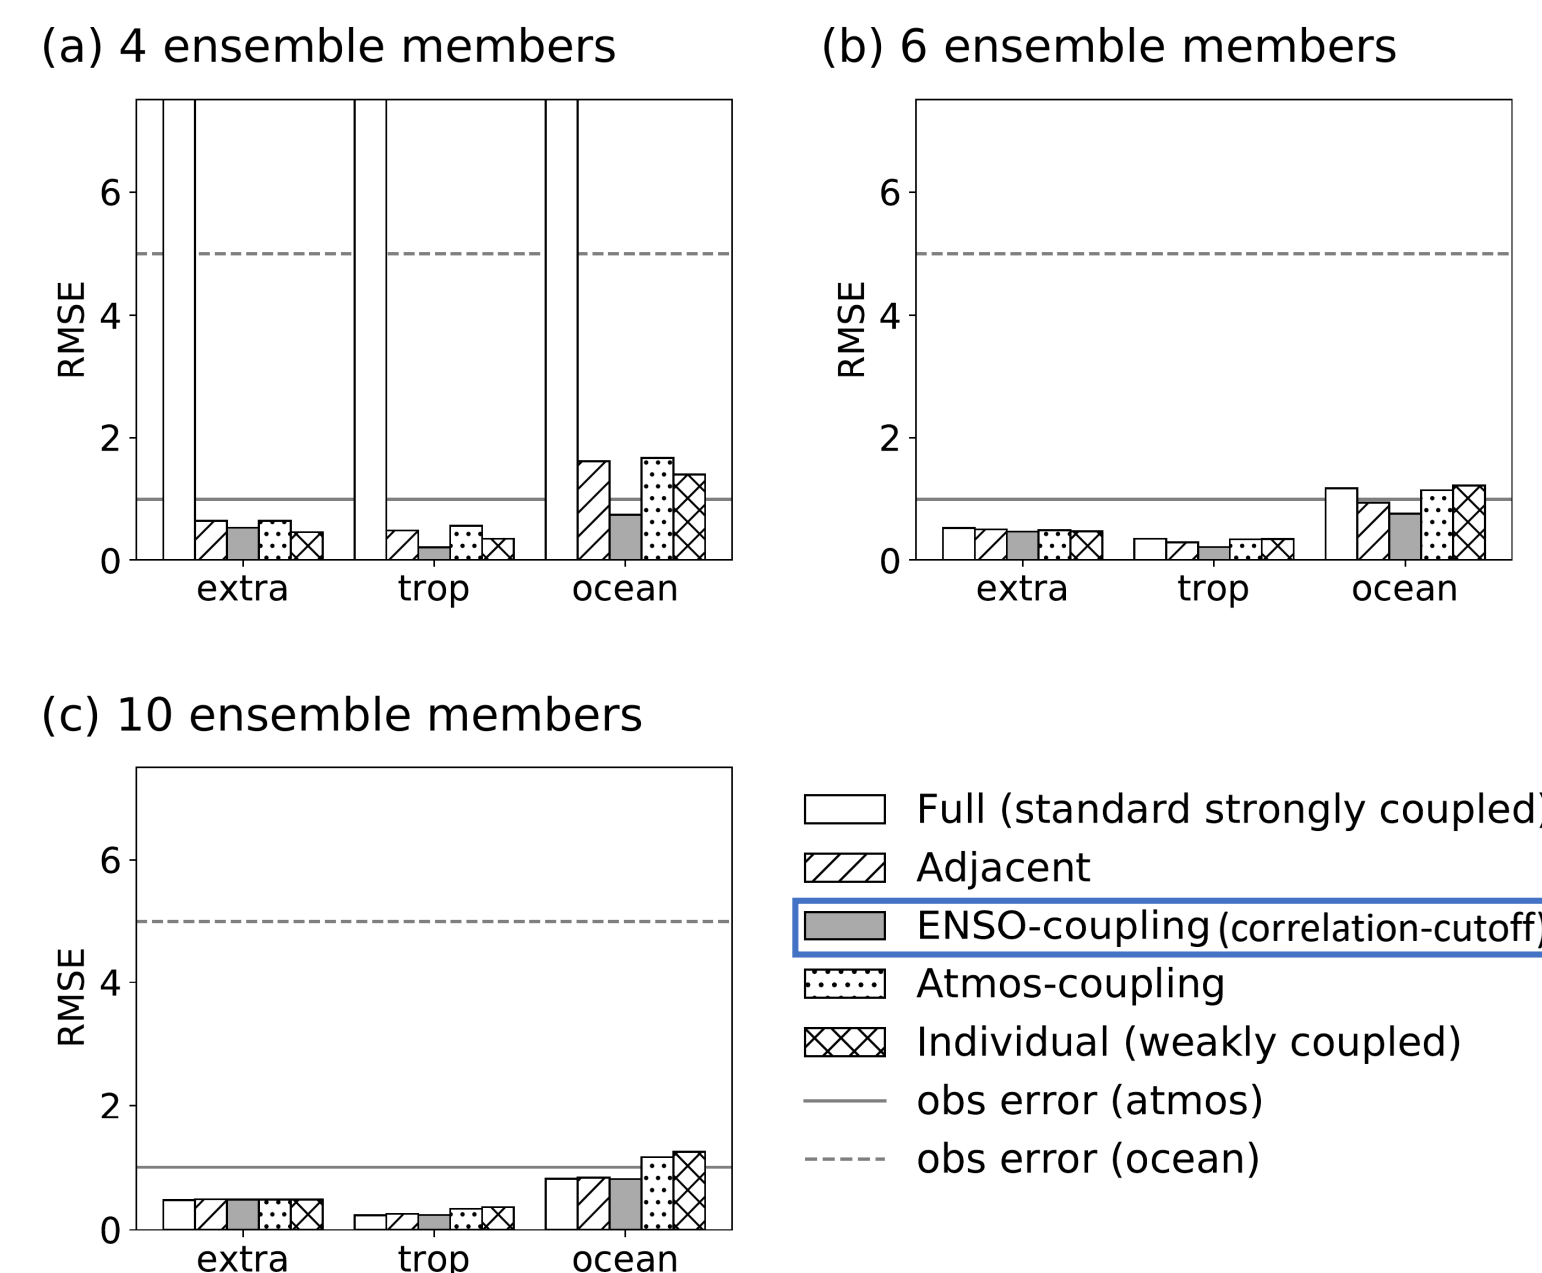 (a) 4 ensemble members
(b) 6 ensemble members
6
4
2
0
RMSE
extra trop ocean
6
4
2
0
RMSE
extra trop ocean
(c) 10 ensemble members
6
4
2
0
RMSE
extra trop ocean
Full (standard strongly coupled)
Adjacent
ENSO-coupling (correlation-cutoff)
Atmos-coupling
Individual (weakly coupled)
obs error (atmos)
obs error (ocean)